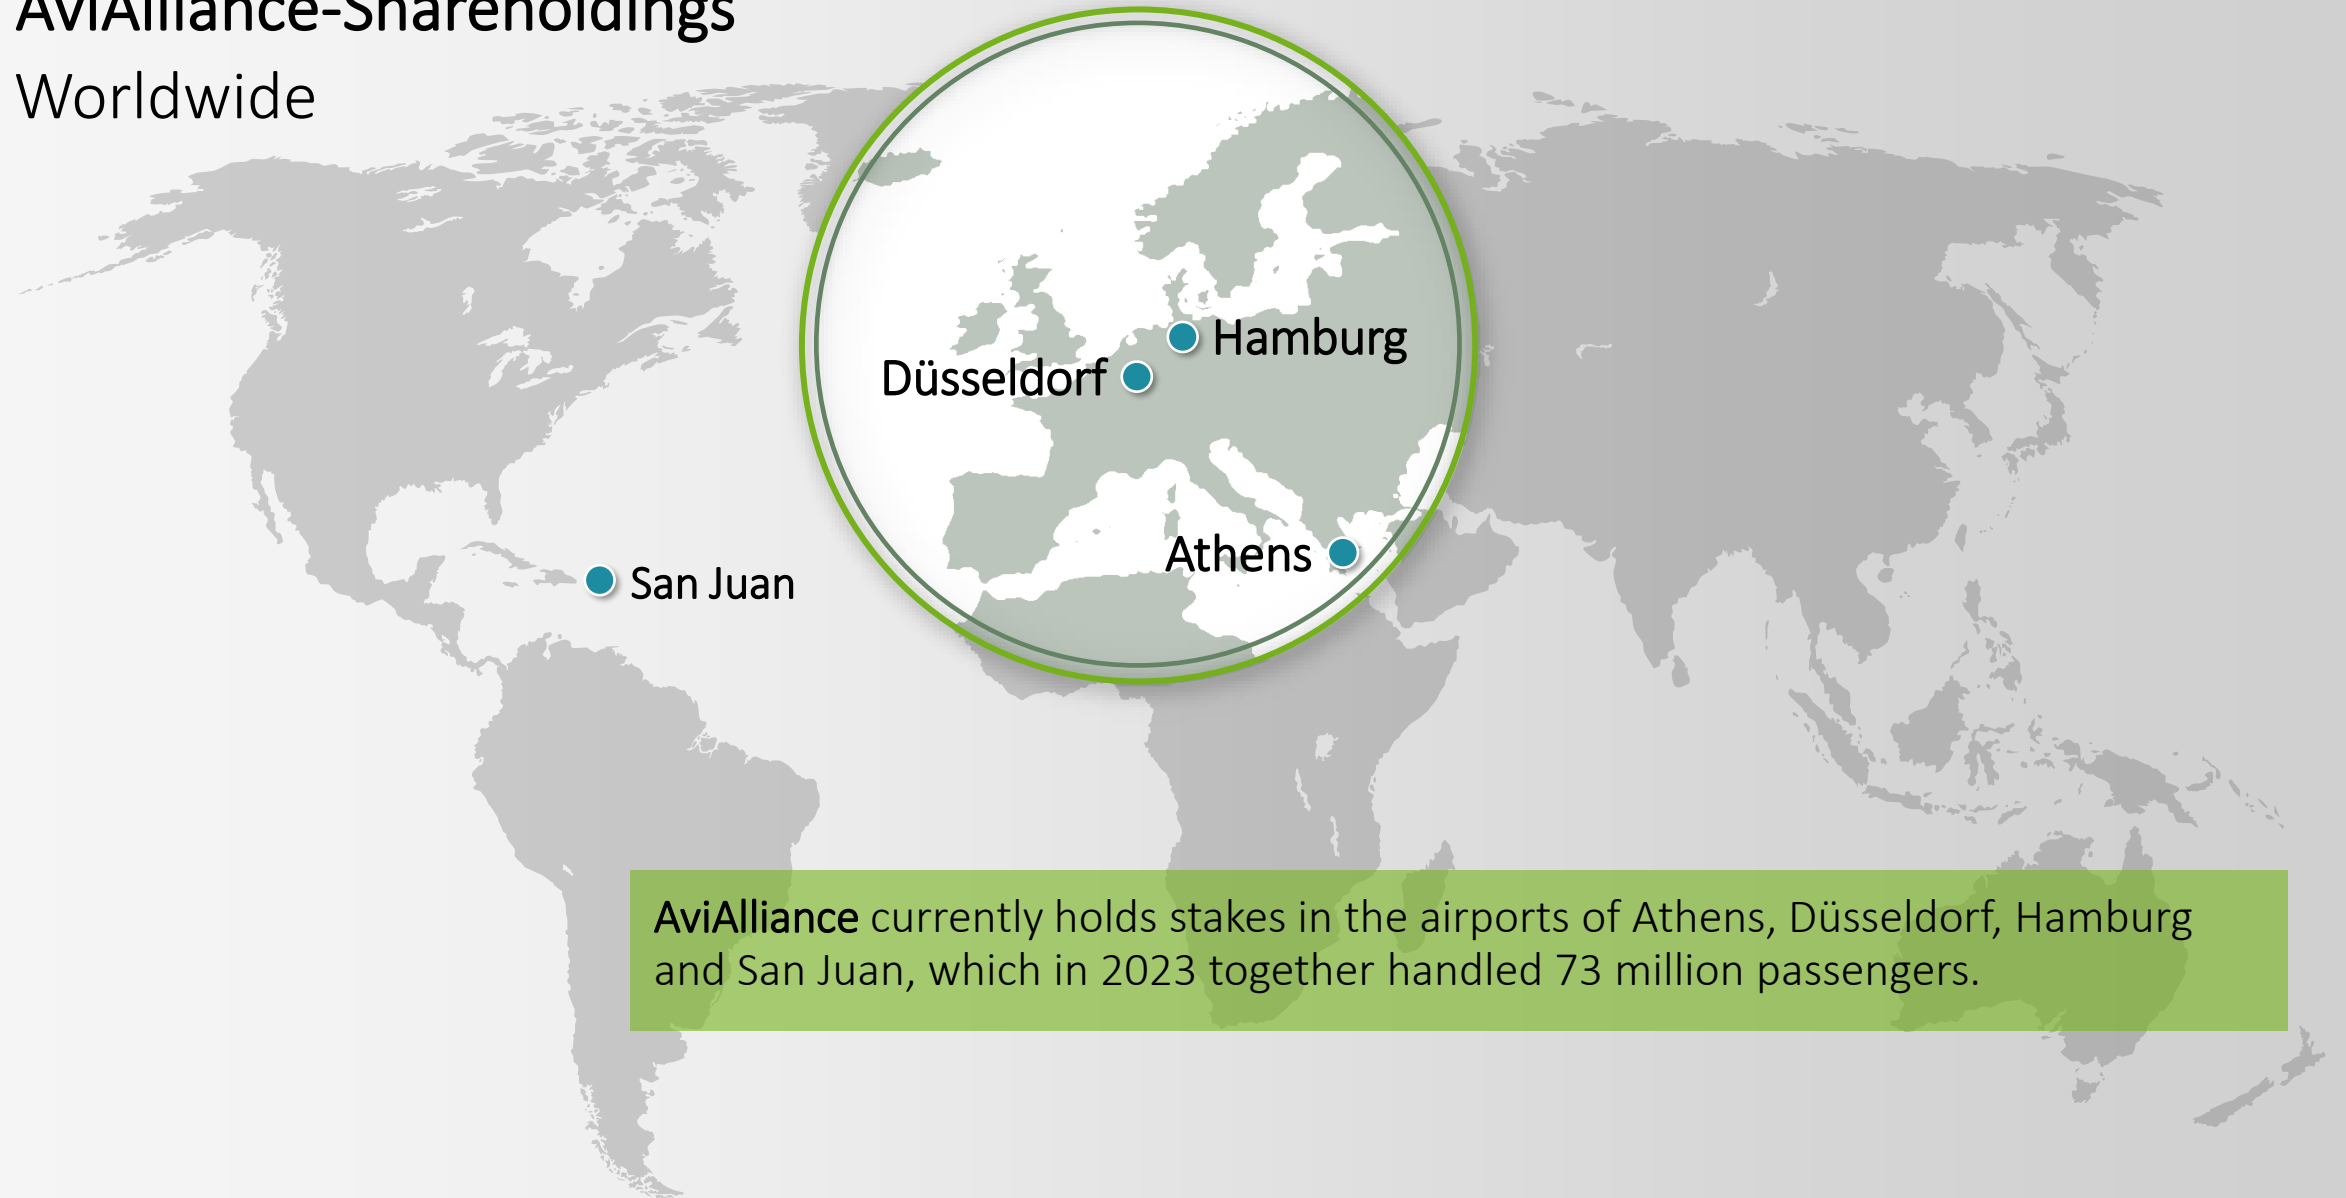 AviAlliance-Shareholdings
Worldwide
Hamburg
Düsseldorf
Athens
San Juan
AviAlliance currently holds stakes in the airports of Athens, Düsseldorf, Hamburg
and San Juan, which in 2023 together handled 73 million passengers.